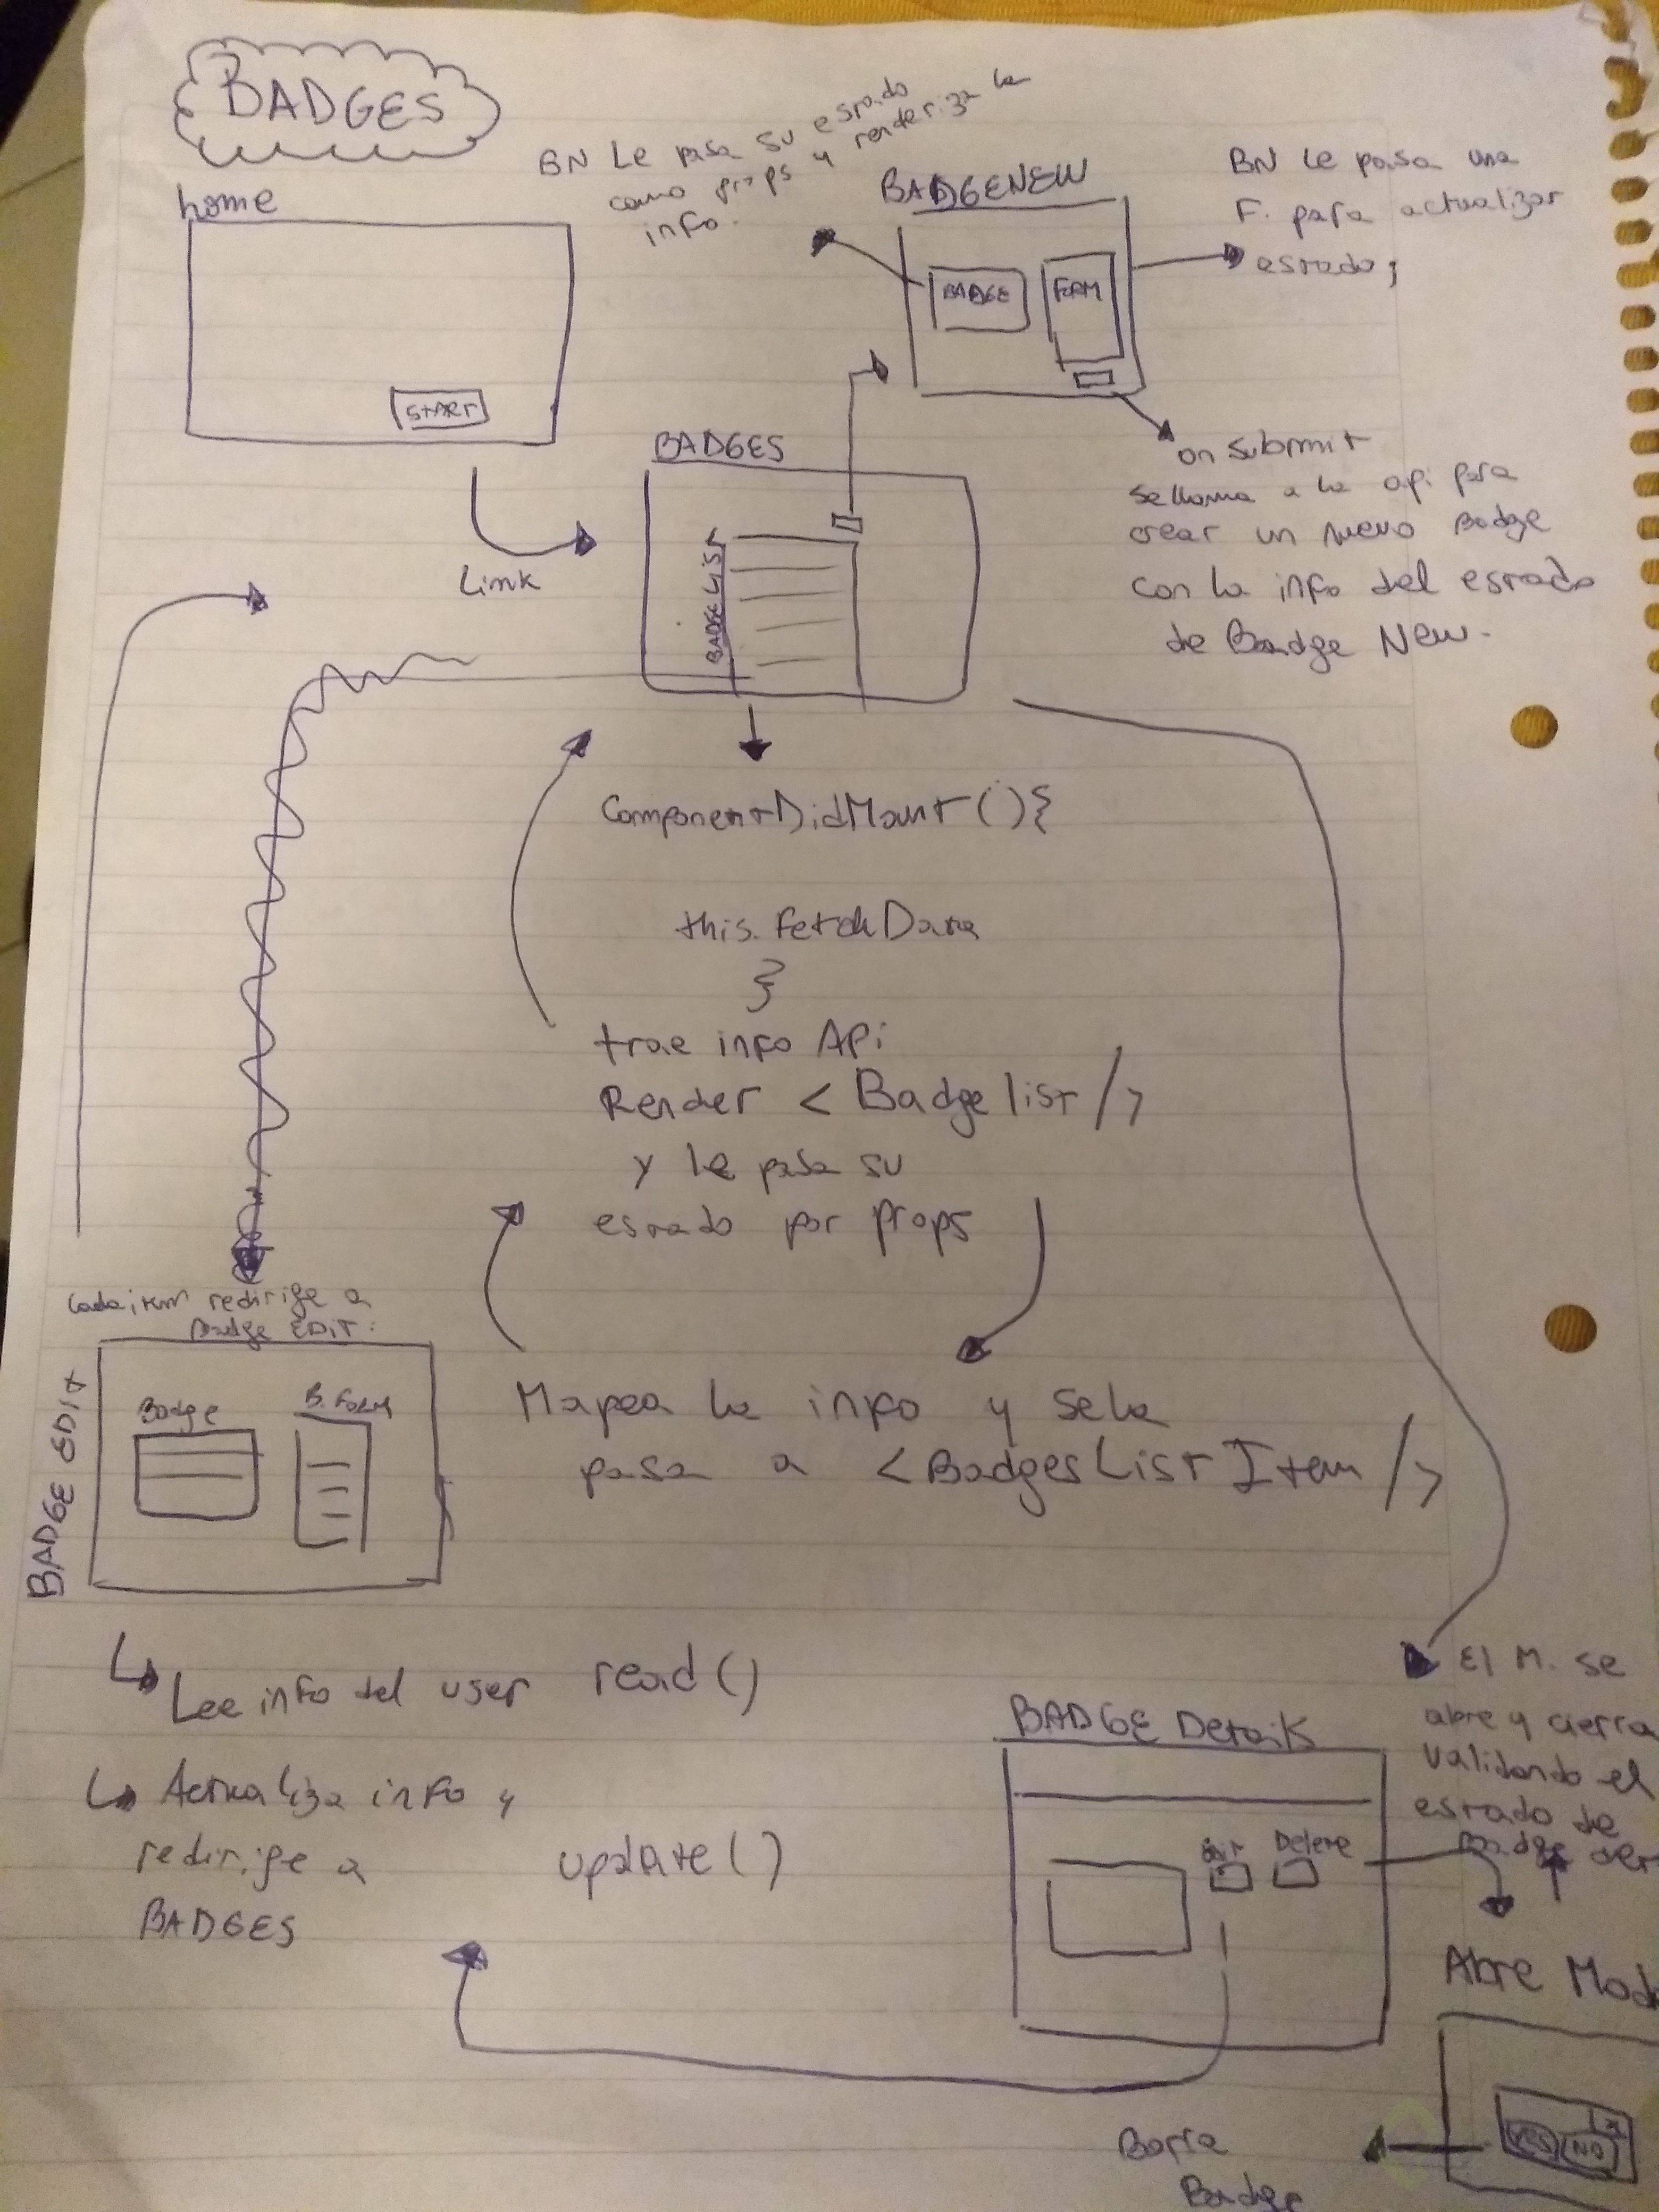 BADGES
home
START
Link
BN Le pasa su estado
como props y renderiza la
info.
BADGENEW
BADGE
FORM
BN Le pasa una
F. para actualizar
estado;
on submit
se llama a la api para
crear un nuevo Badge
con la info del estado
de Badge New.
BADGES
BADGE LIST
ComponentDidMount(){
this.FetchData
}
trae info APi
Render <Badge list/>
y le pasa su
estado por props
Mapea la info y se la
pasa a <BadgesListItem/>
Cada item redirige a
Badge EDIT.
BADGE EDIT
Badge
B. FORM
Lee info del user read()
Actualiza info y
redirige a update()
BADGES
El M. se
abre y cierra
validando el
estado de
Badge Det
BADGE Details
Edit
Delete
Abre Mod
X
YES
NO
Borra
Badge